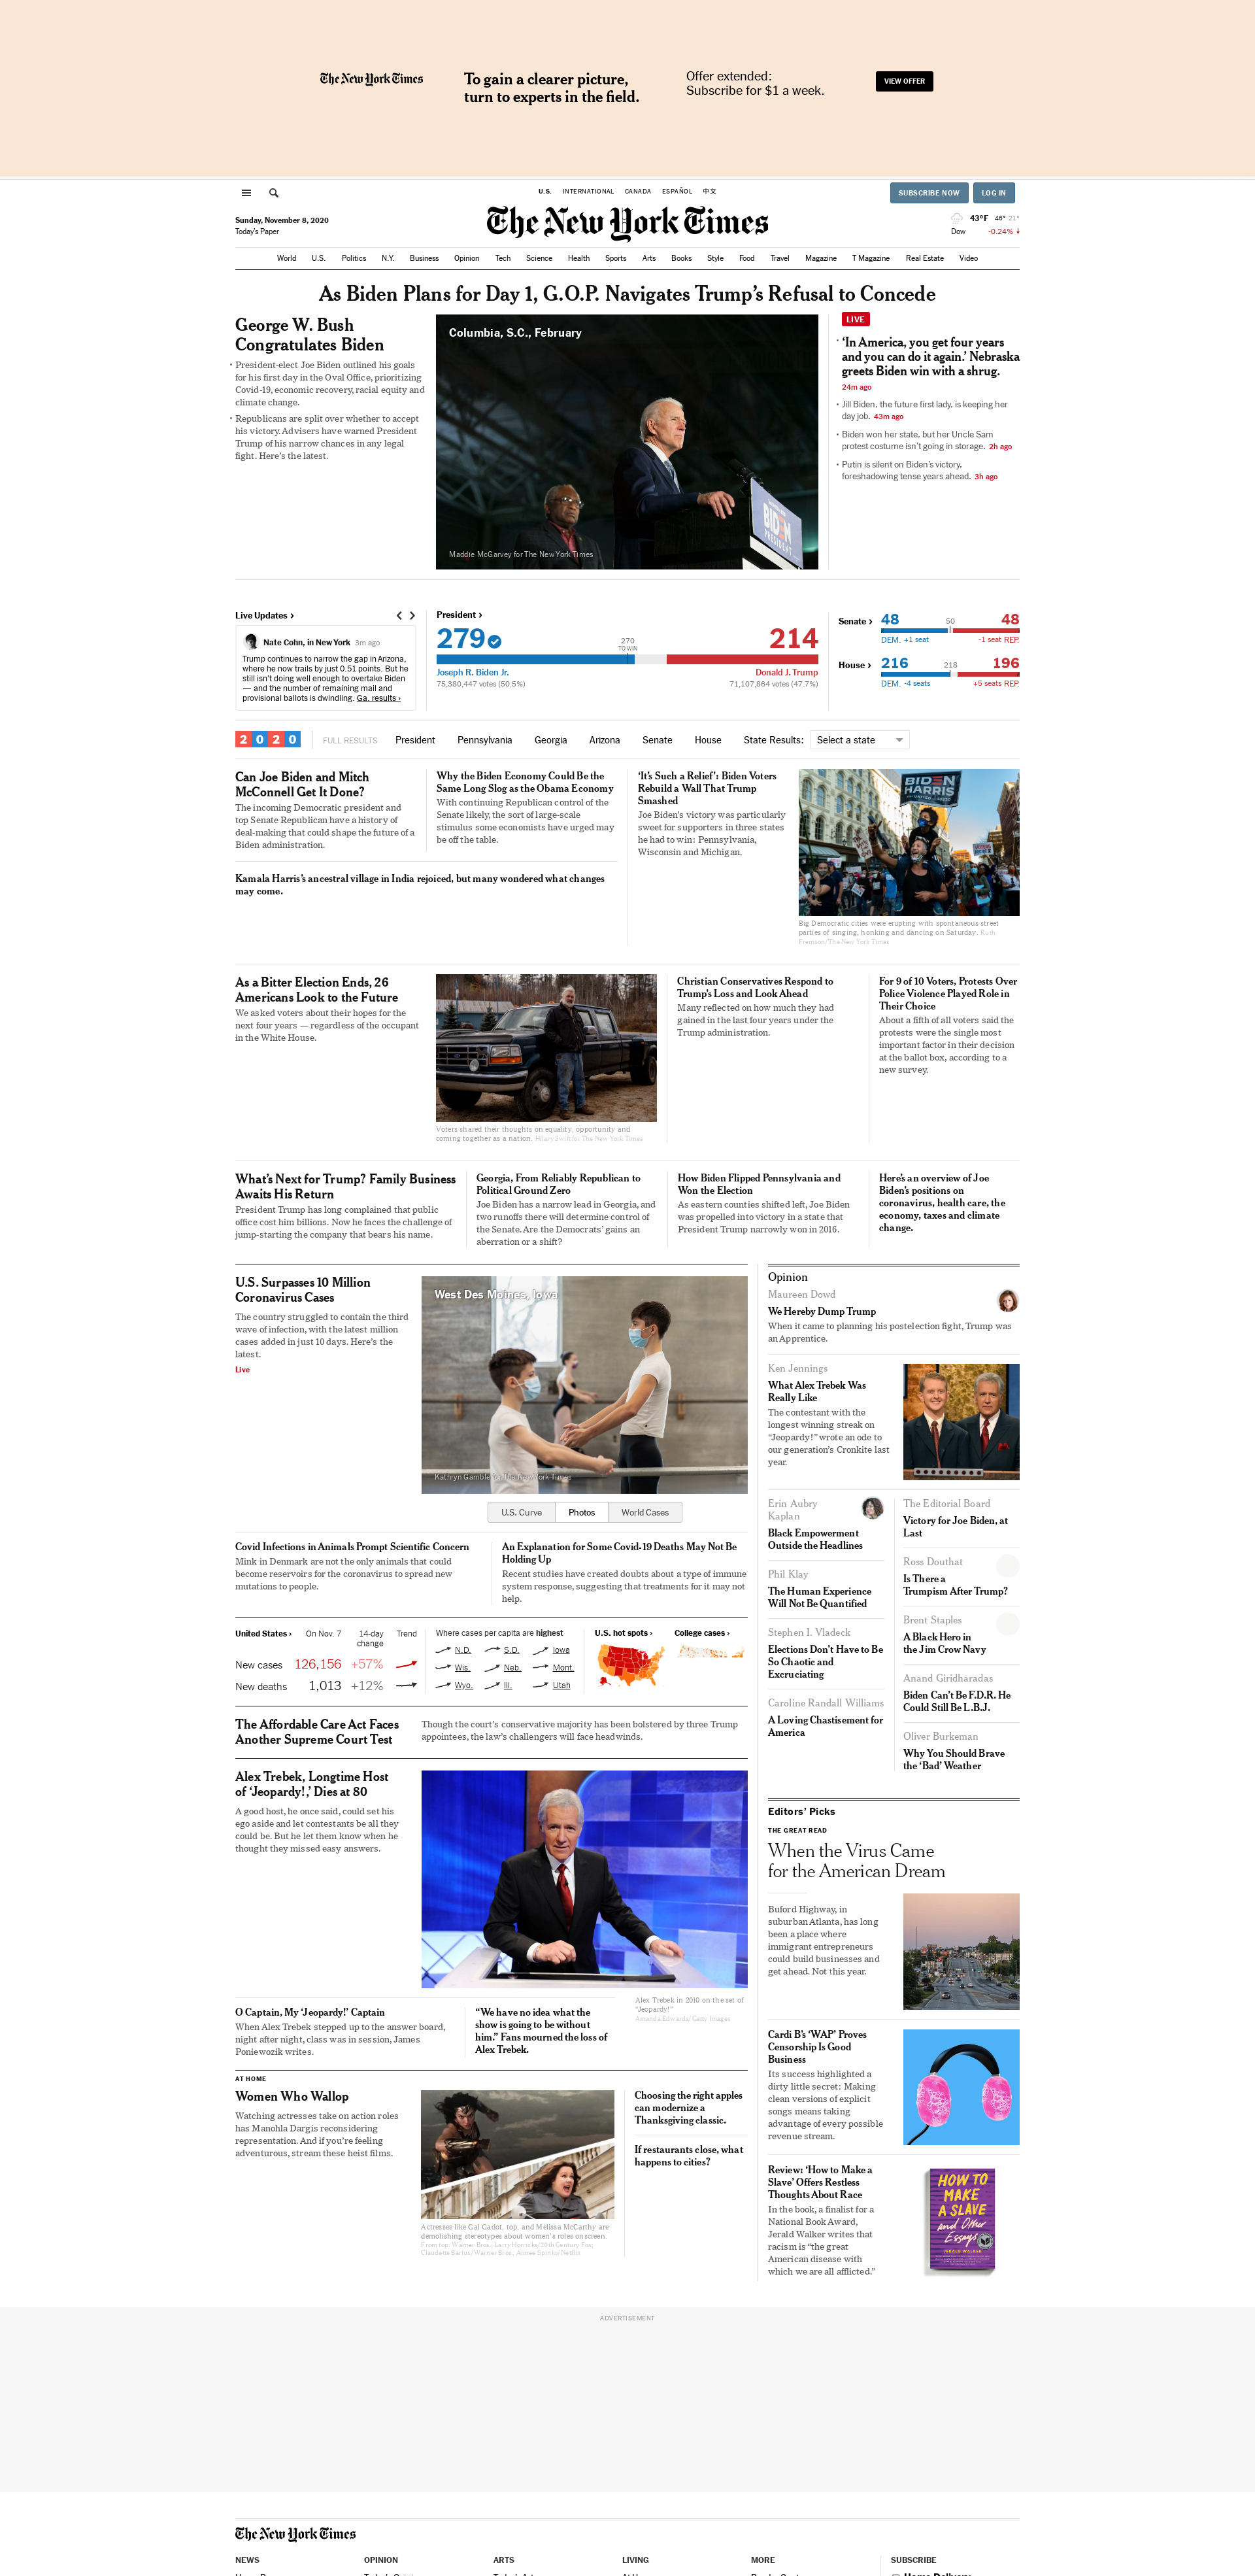 The New York Times
To gain a clearer picture,
turn to experts in the field.
Offer extended:
Subscribe for $1 a week.
VIEW OFFER
U.S. INTERNATIONAL CANADA ESPAÑOL 中文
SUBSCRIBE NOW LOG IN
Sunday, November 8, 2020
Today's Paper
The New York Times
43°F 46° 21°
Dow -0.24%
World U.S. Politics N.Y. Business Opinion Tech Science Health Sports Arts Books Style Food Travel Magazine T Magazine Real Estate Video
As Biden Plans for Day 1, G.O.P. Navigates Trump's Refusal to Concede
George W. Bush
Congratulates Biden
President-elect Joe Biden outlined his goals
for his first day in the Oval Office, prioritizing
Covid-19, economic recovery, racial equity and
climate change.
Republicans are split over whether to accept
his victory. Advisers have warned President
Trump of his narrow chances in any legal
fight. Here's the latest.
Columbia, S.C., February
BIDEN
PRESIDENT
Maddie McGarvey for The New York Times
LIVE
'In America, you get four years
and you can do it again.' Nebraska
greets Biden win with a shrug.
24m ago
Jill Biden, the future first lady, is keeping her
day job. 43m ago
Biden won her state, but her Uncle Sam
protest costume isn't going in storage. 2h ago
Putin is silent on Biden's victory,
foreshadowing tense years ahead. 3h ago
Live Updates ›
Nate Cohn, in New York 3m ago
Trump continues to narrow the gap in Arizona,
where he now trails by just 0.51 points. But he
still isn't doing well enough to overtake Biden
— and the number of remaining mail and
provisional ballots is dwindling. Ga. results ›
President ›
279 270 TO WIN 214
Joseph R. Biden Jr. Donald J. Trump
75,380,447 votes (50.5%) 71,107,864 votes (47.7%)
Senate › 48 50 48
DEM. +1 seat -1 seat REP.
House › 216 218 196
DEM. -4 seats +5 seats REP.
2020 FULL RESULTS President Pennsylvania Georgia Arizona Senate House State Results: Select a state
Can Joe Biden and Mitch
McConnell Get It Done?
The incoming Democratic president and
top Senate Republican have a history of
deal-making that could shape the future of a
Biden administration.
Why the Biden Economy Could Be the
Same Long Slog as the Obama Economy
With continuing Republican control of the
Senate likely, the sort of large-scale
stimulus some economists have urged may
be off the table.
Kamala Harris's ancestral village in India rejoiced, but many wondered what changes
may come.
'It's Such a Relief': Biden Voters
Rebuild a Wall That Trump
Smashed
Joe Biden's victory was particularly
sweet for supporters in three states
he had to win: Pennsylvania,
Wisconsin and Michigan.
BIDEN
HARRIS
Big Democratic cities were erupting with spontaneous street
parties of singing, honking and dancing on Saturday. Ruth
Fremson/The New York Times
As a Bitter Election Ends, 26
Americans Look to the Future
We asked voters about their hopes for the
next four years — regardless of the occupant
in the White House.
Voters shared their thoughts on equality, opportunity and
coming together as a nation. Hilary Swift for The New York Times
Christian Conservatives Respond to
Trump's Loss and Look Ahead
Many reflected on how much they had
gained in the last four years under the
Trump administration.
For 9 of 10 Voters, Protests Over
Police Violence Played Role in
Their Choice
About a fifth of all voters said the
protests were the single most
important factor in their decision
at the ballot box, according to a
new survey.
What's Next for Trump? Family Business
Awaits His Return
President Trump has long complained that public
office cost him billions. Now he faces the challenge of
jump-starting the company that bears his name.
Georgia, From Reliably Republican to
Political Ground Zero
Joe Biden has a narrow lead in Georgia, and
two runoffs there will determine control of
the Senate. Are the Democrats' gains an
aberration or a shift?
How Biden Flipped Pennsylvania and
Won the Election
As eastern counties shifted left, Joe Biden
was propelled into victory in a state that
President Trump narrowly won in 2016.
Here's an overview of Joe
Biden's positions on
coronavirus, health care, the
economy, taxes and climate
change.
U.S. Surpasses 10 Million
Coronavirus Cases
The country struggled to contain the third
wave of infection, with the latest million
cases added in just 10 days. Here's the
latest.
Live
West Des Moines, Iowa
Kathryn Gamble for The New York Times
U.S. Curve Photos World Cases
Covid Infections in Animals Prompt Scientific Concern
Mink in Denmark are not the only animals that could
become reservoirs for the coronavirus to spread new
mutations to people.
An Explanation for Some Covid-19 Deaths May Not Be
Holding Up
Recent studies have created doubts about a type of immune
system response, suggesting that treatments for it may not
help.
United States › On Nov. 7 14-day change Trend
New cases 126,156 +57%
New deaths 1,013 +12%
Where cases per capita are highest
N.D. S.D. Iowa
Wis. Neb. Mont.
Wyo. Ill. Utah
U.S. hot spots › College cases ›
The Affordable Care Act Faces
Another Supreme Court Test
Though the court's conservative majority has been bolstered by three Trump
appointees, the law's challengers will face headwinds.
Alex Trebek, Longtime Host
of 'Jeopardy!,' Dies at 80
A good host, he once said, could set his
ego aside and let contestants be all they
could be. But he let them know when he
thought they missed easy answers.
Alex Trebek in 2010 on the set of
"Jeopardy!"
Amanda Edwards/Getty Images
O Captain, My 'Jeopardy!' Captain
When Alex Trebek stepped up to the answer board,
night after night, class was in session, James
Poniewozik writes.
"We have no idea what the
show is going to be without
him." Fans mourned the loss of
Alex Trebek.
AT HOME
Women Who Wallop
Watching actresses take on action roles
has Manohla Dargis reconsidering
representation. And if you're feeling
adventurous, stream these heist films.
Actresses like Gal Gadot, top, and Melissa McCarthy are
demolishing stereotypes about women's roles onscreen.
From top: Warner Bros.; Larry Horricks/20th Century Fox;
Claudette Barius/Warner Bros.; Aimee Spinks/Netflix
Choosing the right apples
can modernize a
Thanksgiving classic.
If restaurants close, what
happens to cities?
Opinion
Maureen Dowd
We Hereby Dump Trump
When it came to planning his postelection fight, Trump was
an Apprentice.
Ken Jennings
What Alex Trebek Was
Really Like
The contestant with the
longest winning streak on
"Jeopardy!" wrote an ode to
our generation's Cronkite last
year.
Erin Aubry
Kaplan
Black Empowerment
Outside the Headlines
Phil Klay
The Human Experience
Will Not Be Quantified
Stephen I. Vladeck
Elections Don't Have to Be
So Chaotic and
Excruciating
Caroline Randall Williams
A Loving Chastisement for
America
The Editorial Board
Victory for Joe Biden, at
Last
Ross Douthat
Is There a
Trumpism After Trump?
Brent Staples
A Black Hero in
the Jim Crow Navy
Anand Giridharadas
Biden Can't Be F.D.R. He
Could Still Be L.B.J.
Oliver Burkeman
Why You Should Brave
the 'Bad' Weather
Editors' Picks
THE GREAT READ
When the Virus Came
for the American Dream
Buford Highway, in
suburban Atlanta, has long
been a place where
immigrant entrepreneurs
could build businesses and
get ahead. Not this year.
Cardi B's 'WAP' Proves
Censorship Is Good
Business
Its success highlighted a
dirty little secret: Making
clean versions of explicit
songs means taking
advantage of every possible
revenue stream.
Review: 'How to Make a
Slave' Offers Restless
Thoughts About Race
In the book, a finalist for a
National Book Award,
Jerald Walker writes that
racism is "the great
American disease with
which we are all afflicted."
HOW TO
MAKE
A SLAVE
and Other
Essays
JERALD WALKER
ADVERTISEMENT
The New York Times
NEWS OPINION ARTS LIVING MORE SUBSCRIBE